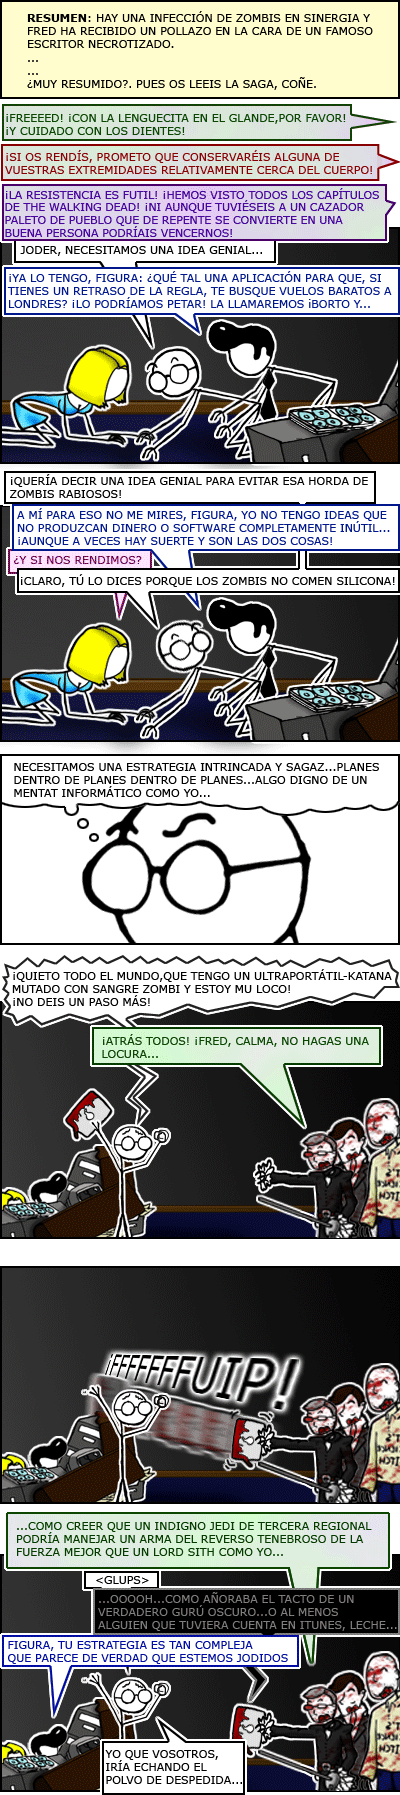 RESUMEN: HAY UNA INFECCIÓN DE ZOMBIS EN SINERGIA Y
FRED HA RECIBIDO UN POLLAZO EN LA CARA DE UN FAMOSO
ESCRITOR NECROTIZADO.
...
...
¿MUY RESUMIDO?. PUES OS LEEIS LA SAGA, COÑE.
¡FREEEED! ¡CON LA LENGUECITA EN EL GLANDE,POR FAVOR!
¡Y CUIDADO CON LOS DIENTES!
¡SI OS RENDÍS, PROMETO QUE CONSERVARÉIS ALGUNA DE
VUESTRAS EXTREMIDADES RELATIVAMENTE CERCA DEL CUERPO!
¡LA RESISTENCIA ES FUTIL! ¡HEMOS VISTO TODOS LOS CAPÍTULOS
DE THE WALKING DEAD! ¡NI AUNQUE TUVIÉSEIS A UN CAZADOR
PALETO DE PUEBLO QUE DE REPENTE SE CONVIERTE EN UNA
BUENA PERSONA PODRÍAIS VENCERNOS!
JODER, NECESITAMOS UNA IDEA GENIAL...
¡YA LO TENGO, FIGURA: ¿QUÉ TAL UNA APLICACIÓN PARA QUE, SI
TIENES UN RETRASO DE LA REGLA, TE BUSQUE VUELOS BARATOS A
LONDRES? ¡LO PODRÍAMOS PETAR! LA LLAMAREMOS ¡BORTO Y...
¡QUERÍA DECIR UNA IDEA GENIAL PARA EVITAR ESA HORDA DE
ZOMBIS RABIOSOS!
A MÍ PARA ESO NO ME MIRES, FIGURA, YO NO TENGO IDEAS QUE
NO PRODUZCAN DINERO O SOFTWARE COMPLETAMENTE INÚTIL...
¡AUNQUE A VECES HAY SUERTE Y SON LAS DOS COSAS!
¿Y SI NOS RENDIMOS?
¡CLARO, TÚ LO DICES PORQUE LOS ZOMBIS NO COMEN SILICONA!
NECESITAMOS UNA ESTRATEGIA INTRINCADA Y SAGAZ...PLANES
DENTRO DE PLANES DENTRO DE PLANES...ALGO DIGNO DE UN
MENTAT INFORMÁTICO COMO YO...
¡QUIETO TODO EL MUNDO,QUE TENGO UN ULTRAPORTÁTIL-KATANA
MUTADO CON SANGRE ZOMBI Y ESTOY MU LOCO!
¡NO DEIS UN PASO MÁS!
¡ATRÁS TODOS! ¡FRED, CALMA, NO HAGAS UNA
LOCURA...
¡FFFFFFFUIP!
...COMO CREER QUE UN INDIGNO JEDI DE TERCERA REGIONAL
PODRÍA MANEJAR UN ARMA DEL REVERSO TENEBROSO DE LA
FUERZA MEJOR QUE UN LORD SITH COMO YO...
<GLUPS>
...OOOOH...COMO AÑORABA EL TACTO DE UN
VERDADERO GURÚ OSCURO...O AL MENOS
ALGUIEN QUE TUVIERA CUENTA EN ITUNES, LECHE...
FIGURA, TU ESTRATEGIA ES TAN COMPLEJA
QUE PARECE DE VERDAD QUE ESTEMOS JODIDOS
YO QUE VOSOTROS,
IRÍA ECHANDO EL
POLVO DE DESPEDIDA...